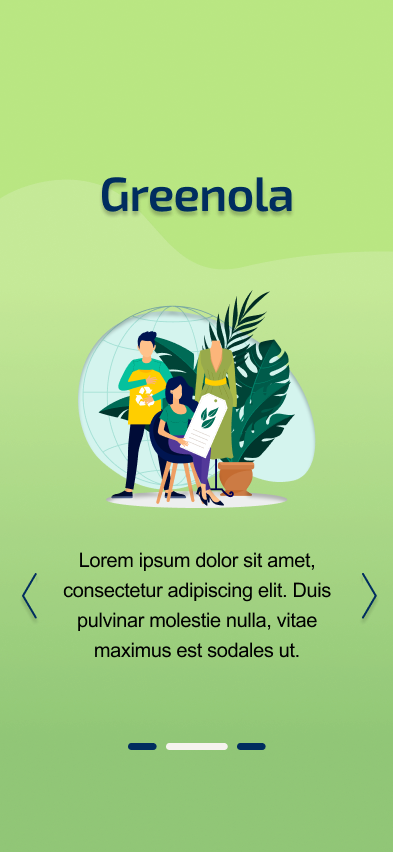 Greenola
Lorem ipsum dolor sit amet,
consectetur adipiscing elit. Duis
pulvinar molestie nulla, vitae
maximus est sodales ut.